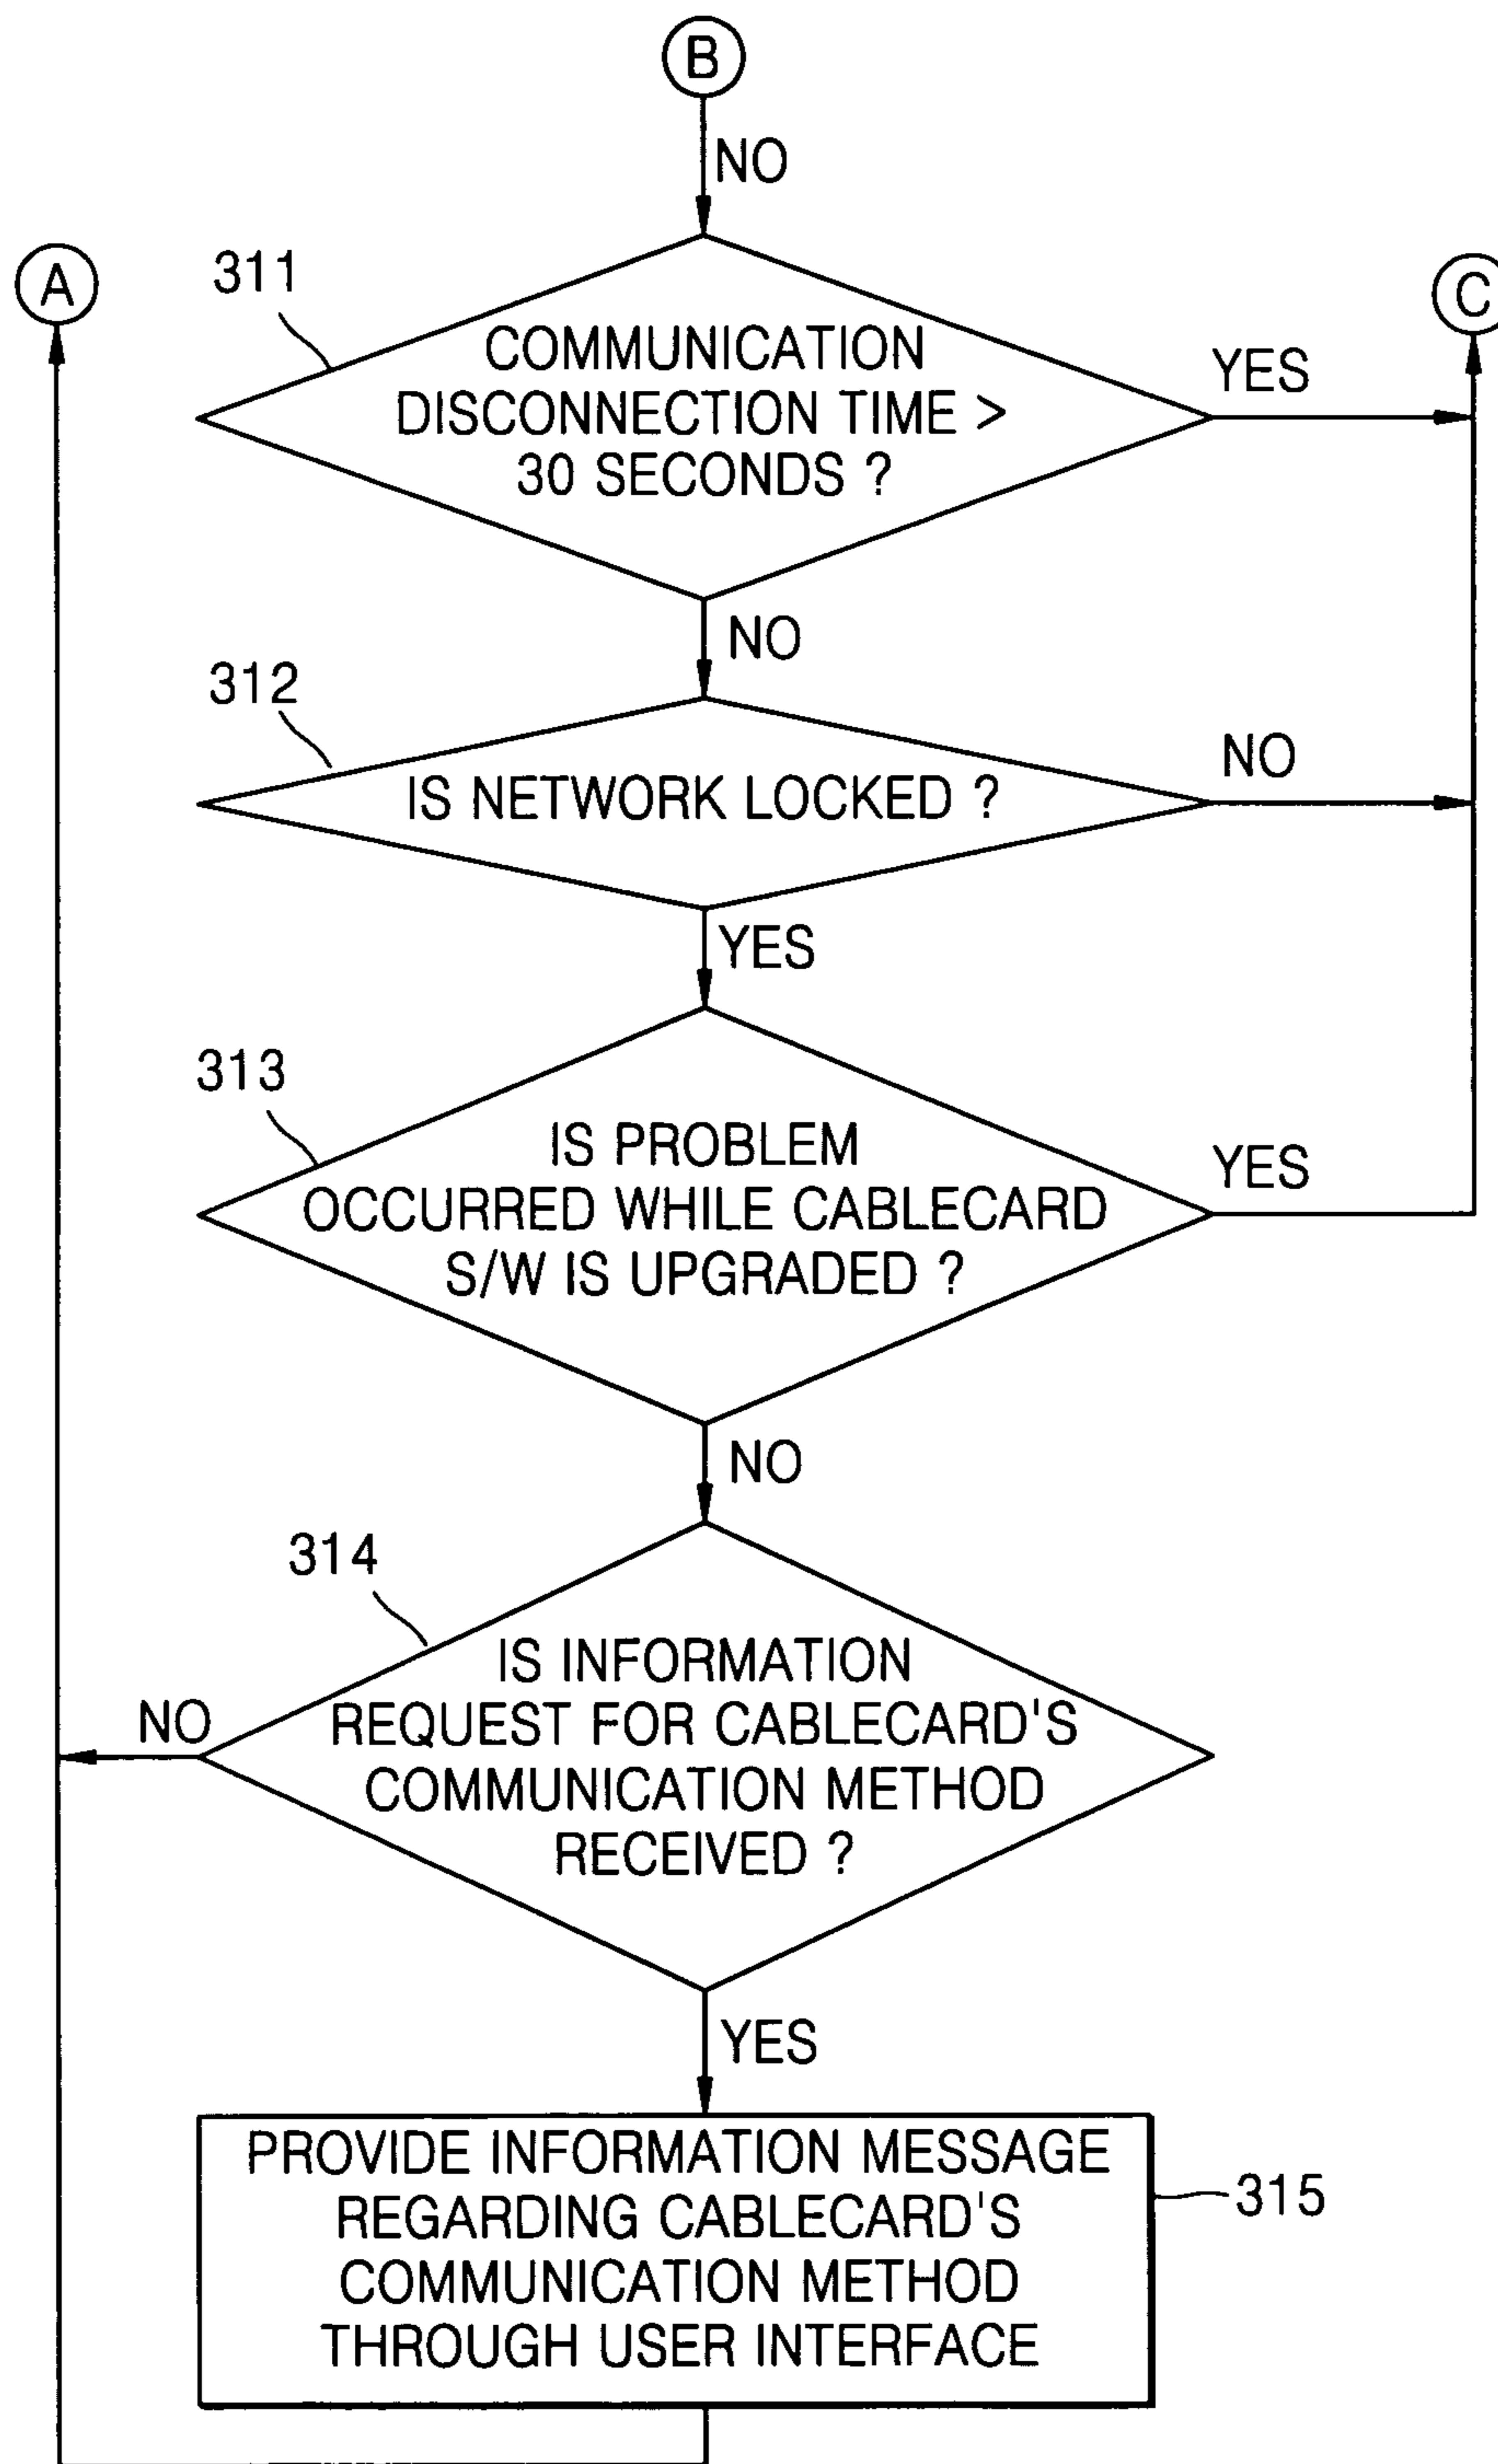 B
NO
A
311
C
COMMUNICATION
DISCONNECTION TIME >
30 SECONDS ?
YES
NO
312
IS NETWORK LOCKED ?
NO
YES
313
IS PROBLEM
OCCURRED WHILE CABLECARD
S/W IS UPGRADED ?
YES
NO
314
IS INFORMATION
REQUEST FOR CABLECARD'S
COMMUNICATION METHOD
RECEIVED ?
NO
YES
PROVIDE INFORMATION MESSAGE
REGARDING CABLECARD'S
COMMUNICATION METHOD
THROUGH USER INTERFACE
315